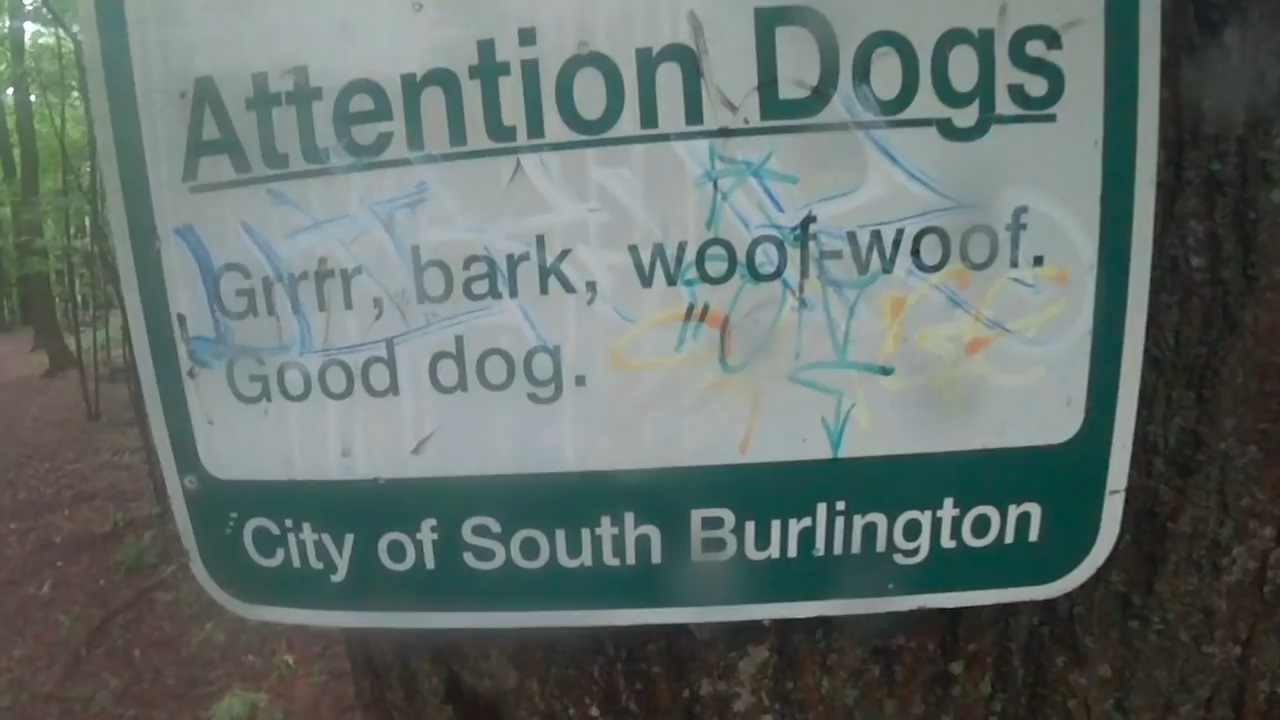 Attention Dogs
Grrrr, bark, woof-woof.
Good dog.
City of South Burlington